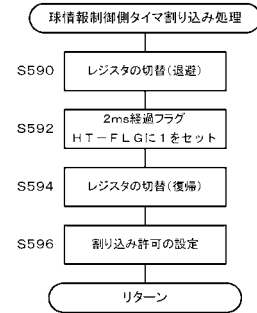 球情報制御側タイマ割り込み処理
S590
レジスタの切替(退避)
S592
2ms経過フラグ
HT-FLGに1をセット
S594
レジスタの切替(復帰)
S596
割り込み許可の設定
リターン